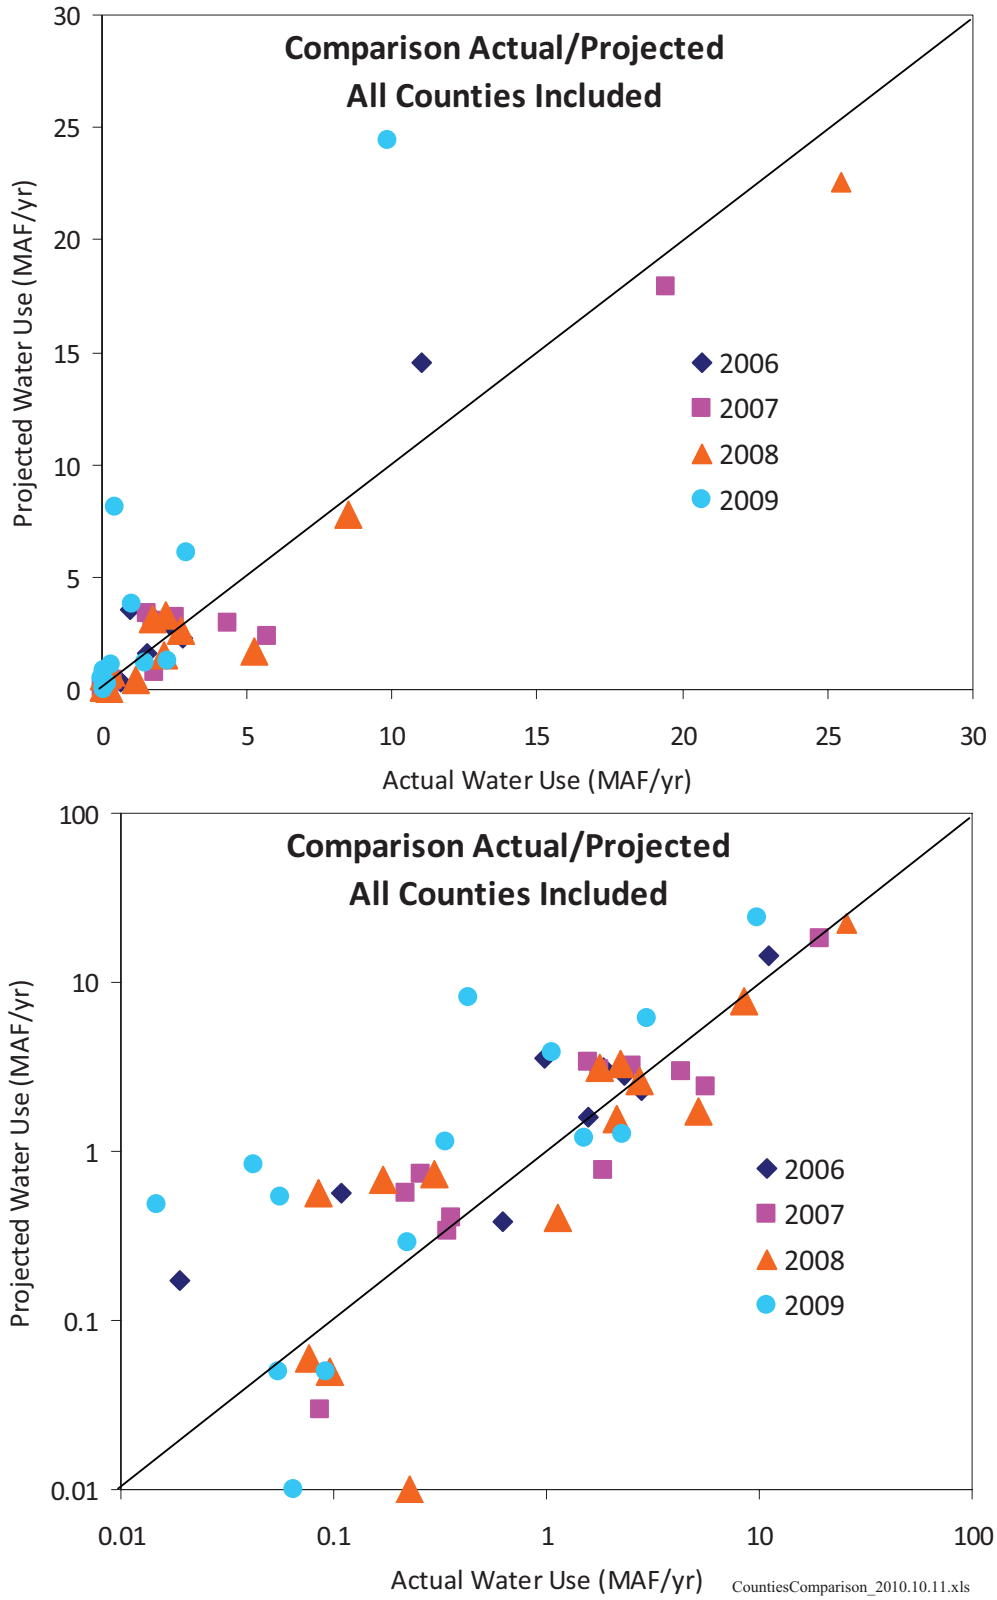 Comparison Actual/Projected
All Counties Included
Projected Water Use (MAF/yr)
30
25
20
15
10
5
0
2006
2007
2008
2009
0 5 10 15 20 25 30
Actual Water Use (MAF/yr)
Comparison Actual/Projected
All Counties Included
Projected Water Use (MAF/yr)
100
10
1
0.1
0.01
2006
2007
2008
2009
0.01 0.1 1 10 100
Actual Water Use (MAF/yr)
CountiesComparison_2010.10.11.xls